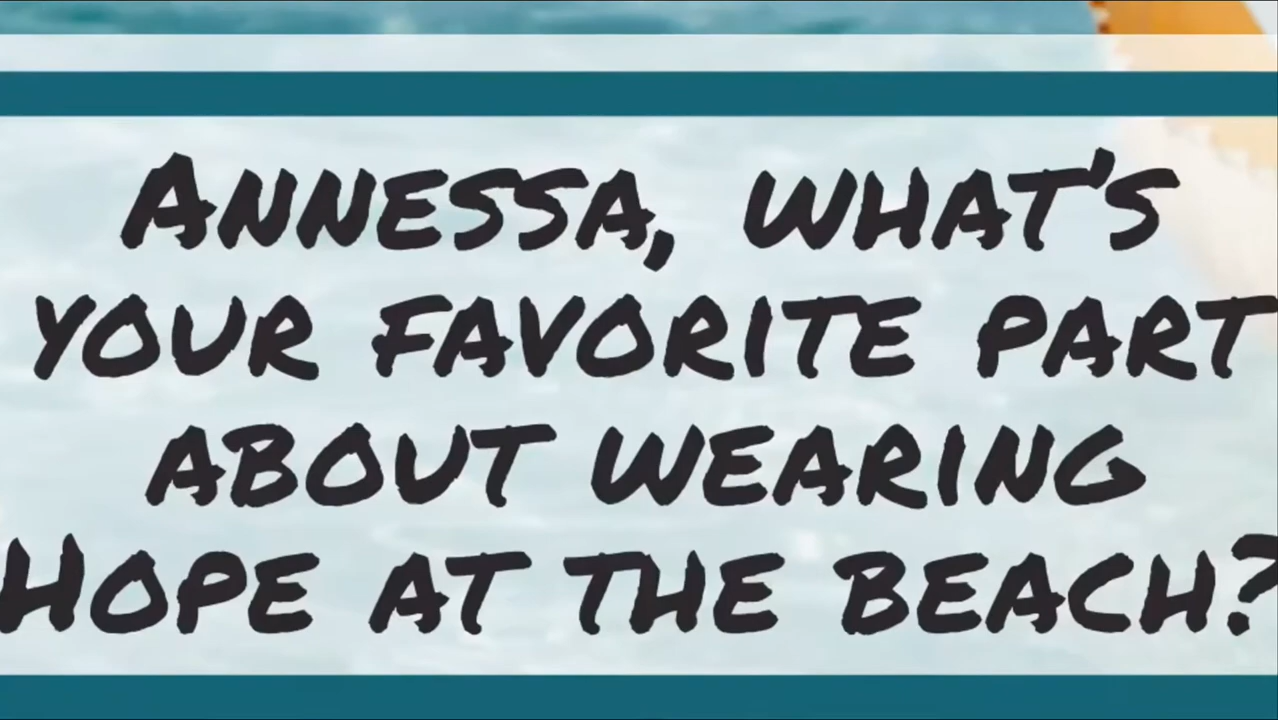 Annessa, what's
your favorite part
about wearing
Hope at the beach?